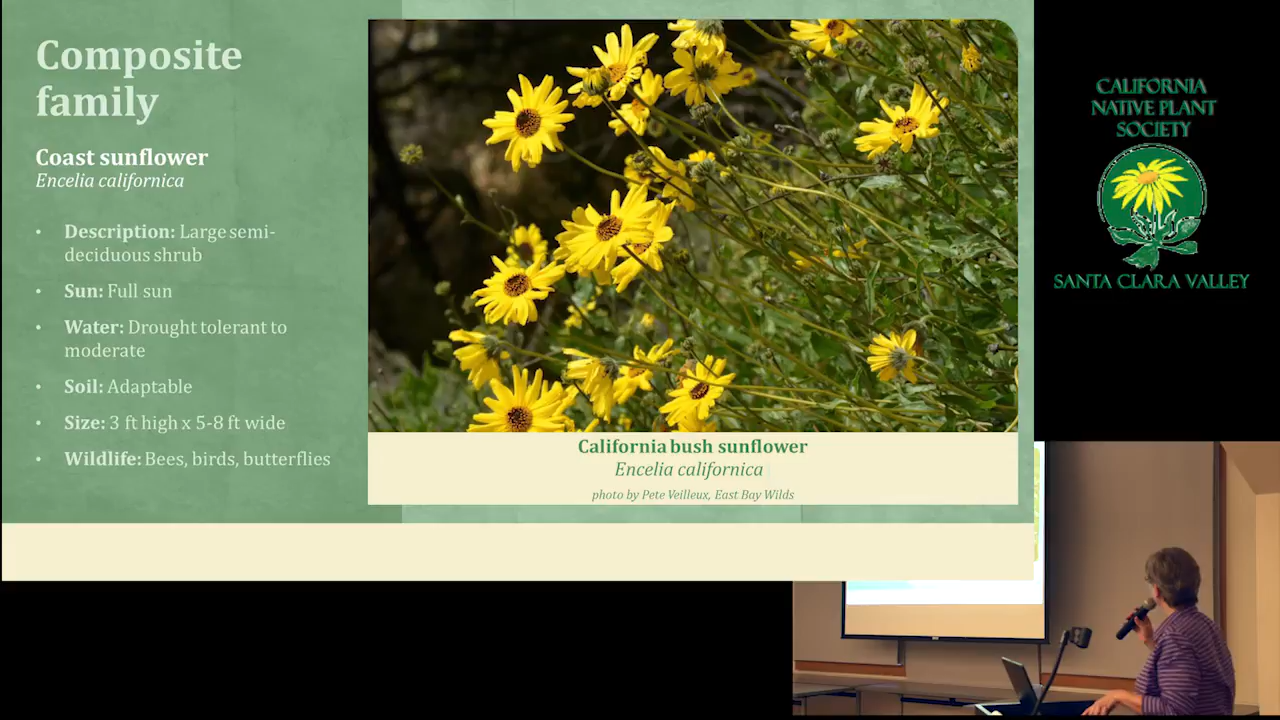 Composite
family
Coast sunflower
Encelia californica
• Description: Large semi-
deciduous shrub
• Sun: Full sun
• Water: Drought tolerant to
moderate
• Soil: Adaptable
• Size: 3 ft high x 5-8 ft wide
• Wildlife: Bees, birds, butterflies
California bush sunflower
Encelia californica
photo by Pete Veilleux, East Bay Wilds
CALIFORNIA
NATIVE PLANT
SOCIETY
SANTA CLARA VALLEY